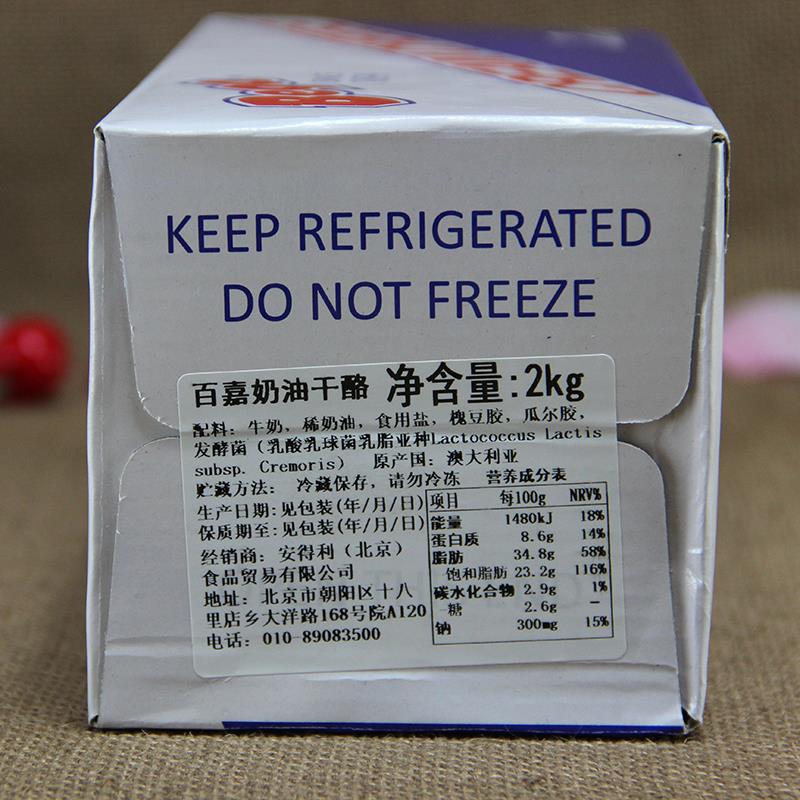 KEEP REFRIGERATED
DO NOT FREEZE
百嘉奶油干酪 净含量:2kg
配料: 牛奶, 稀奶油, 食用盐, 槐豆胶, 瓜尔胶,
发酵菌（乳酸乳球菌乳脂亚种Lactococcus Lactis
subsp. Cremoris） 原产国: 澳大利亚
贮藏方法: 冷藏保存, 请勿冷冻 营养成分表
生产日期:见包装(年/月/日)
保质期至:见包装(年/月/日)
经销商: 安得利（北京）
食品贸易有限公司
地址: 北京市朝阳区十八
里店乡大洋路168号院A120
电话: 010-89083500
项目 每100g NRV%
能量 1480kJ 18%
蛋白质 8.6g 14%
脂肪 34.8g 58%
饱和脂肪 23.2g 116%
碳水化合物 2.9g 1%
-糖 2.6g –
钠 300mg 15%